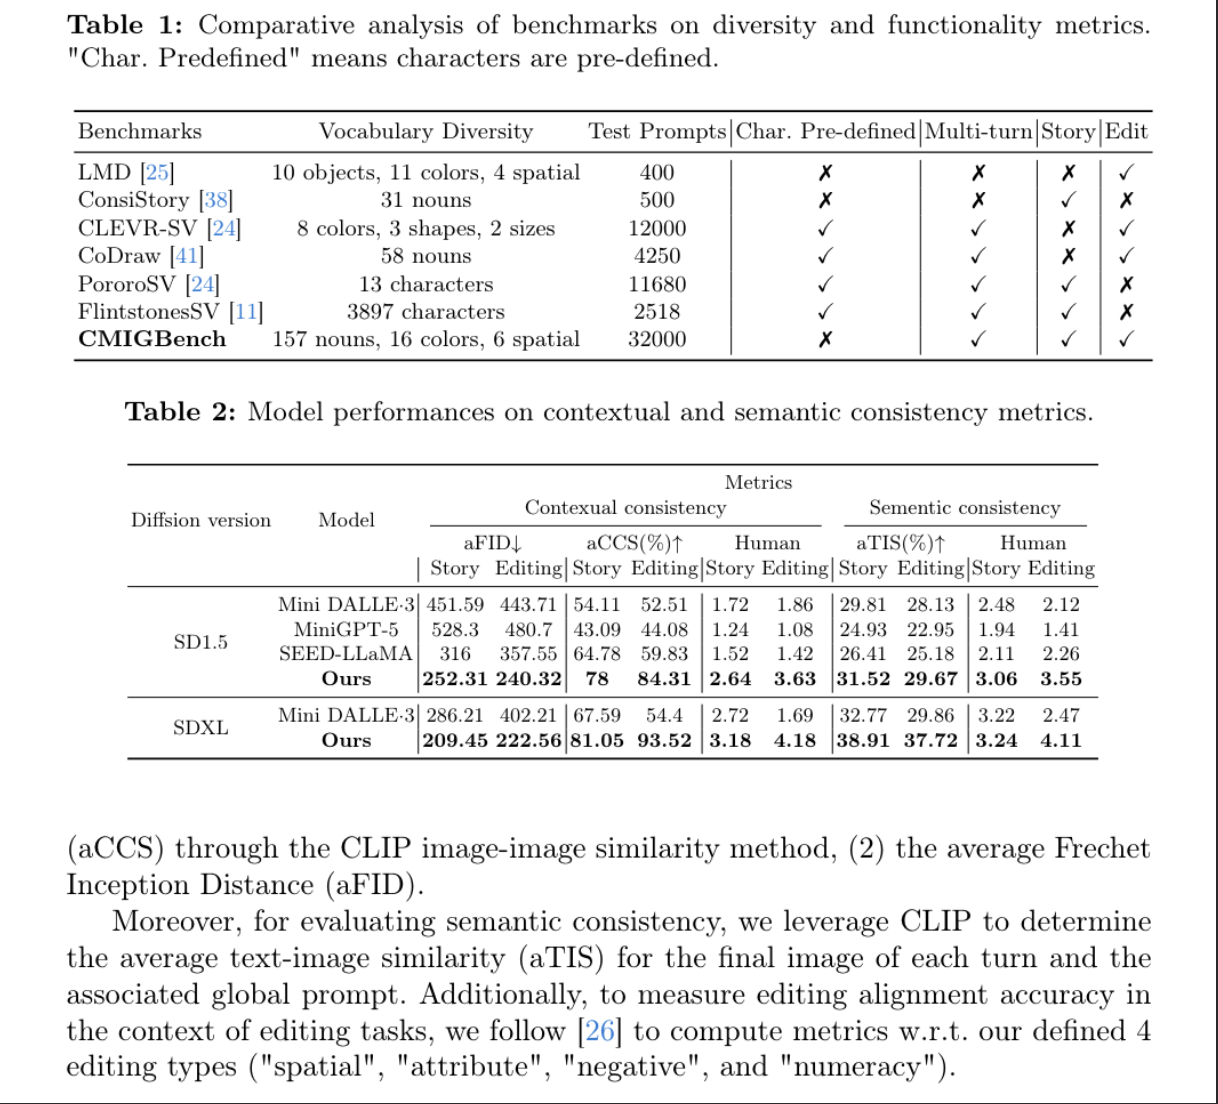 Table 1: Comparative analysis of benchmarks on diversity and functionality metrics.
"Char. Predefined" means characters are pre-defined.
Benchmarks Vocabulary Diversity Test Prompts Char. Pre-defined Multi-turn Story Edit
LMD [25] 10 objects, 11 colors, 4 spatial 400 ✗ ✗ ✗ ✓
ConsiStory [38] 31 nouns 500 ✗ ✗ ✓ ✗
CLEVR-SV [24] 8 colors, 3 shapes, 2 sizes 12000 ✓ ✓ ✗ ✓
CoDraw [41] 58 nouns 4250 ✓ ✓ ✗ ✓
PororoSV [24] 13 characters 11680 ✓ ✓ ✓ ✗
FlintstonesSV [11] 3897 characters 2518 ✓ ✓ ✓ ✗
CMIGBench 157 nouns, 16 colors, 6 spatial 32000 ✗ ✓ ✓ ✓
Table 2: Model performances on contextual and semantic consistency metrics.
Metrics
Contexual consistency Sementic consistency
Diffsion version Model
aFID↓ aCCS(%)↑ Human aTIS(%)↑ Human
Story Editing Story Editing Story Editing Story Editing Story Editing
Mini DALLE·3 451.59 443.71 54.11 52.51 1.72 1.86 29.81 28.13 2.48 2.12
MiniGPT-5 528.3 480.7 43.09 44.08 1.24 1.08 24.93 22.95 1.94 1.41
SD1.5
SEED-LLaMA 316 357.55 64.78 59.83 1.52 1.42 26.41 25.18 2.11 2.26
Ours 252.31 240.32 78 84.31 2.64 3.63 31.52 29.67 3.06 3.55
Mini DALLE·3 286.21 402.21 67.59 54.4 2.72 1.69 32.77 29.86 3.22 2.47
SDXL
Ours 209.45 222.56 81.05 93.52 3.18 4.18 38.91 37.72 3.24 4.11
(aCCS) through the CLIP image-image similarity method, (2) the average Frechet
Inception Distance (aFID).
Moreover, for evaluating semantic consistency, we leverage CLIP to determine
the average text-image similarity (aTIS) for the final image of each turn and the
associated global prompt. Additionally, to measure editing alignment accuracy in
the context of editing tasks, we follow [26] to compute metrics w.r.t. our defined 4
editing types ("spatial", "attribute", "negative", and "numeracy").